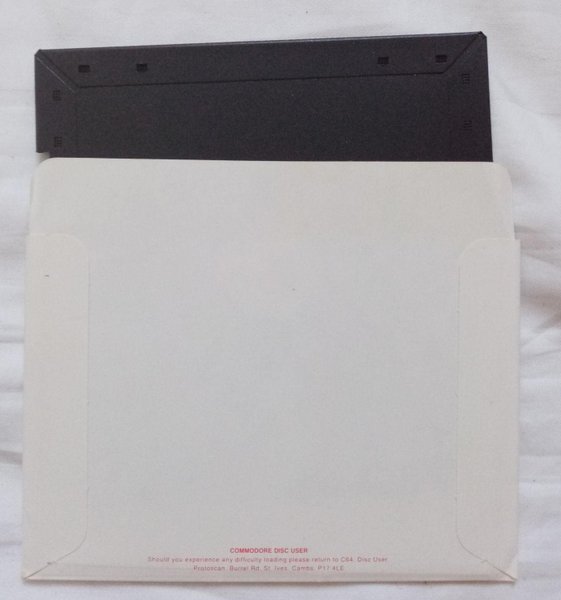 COMMODORE DISC USER
Should you experience any difficulty loading please return to C64. Disc User
Protoscan. Burrel Rd. St. Ives. Cambs. P17 4LE.